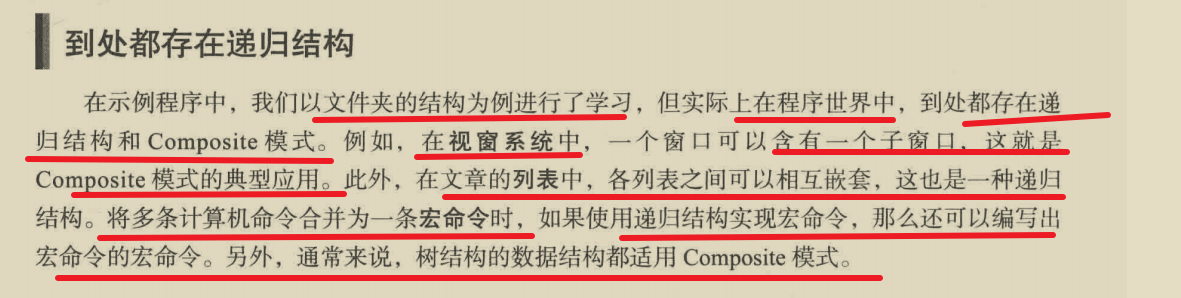 到处都存在递归结构
在示例程序中，我们以文件夹的结构为例进行了学习，但实际上在程序世界中，到处都存在递
归结构和 Composite 模式。例如，在视窗系统中，一个窗口可以含有一个子窗口，这就是
Composite 模式的典型应用。此外，在文章的列表中，各列表之间可以相互嵌套，这也是一种递归
结构。将多条计算机命令合并为一条宏命令时，如果使用递归结构实现宏命令，那么还可以编写出
宏命令的宏命令。另外，通常来说，树结构的数据结构都适用 Composite 模式。